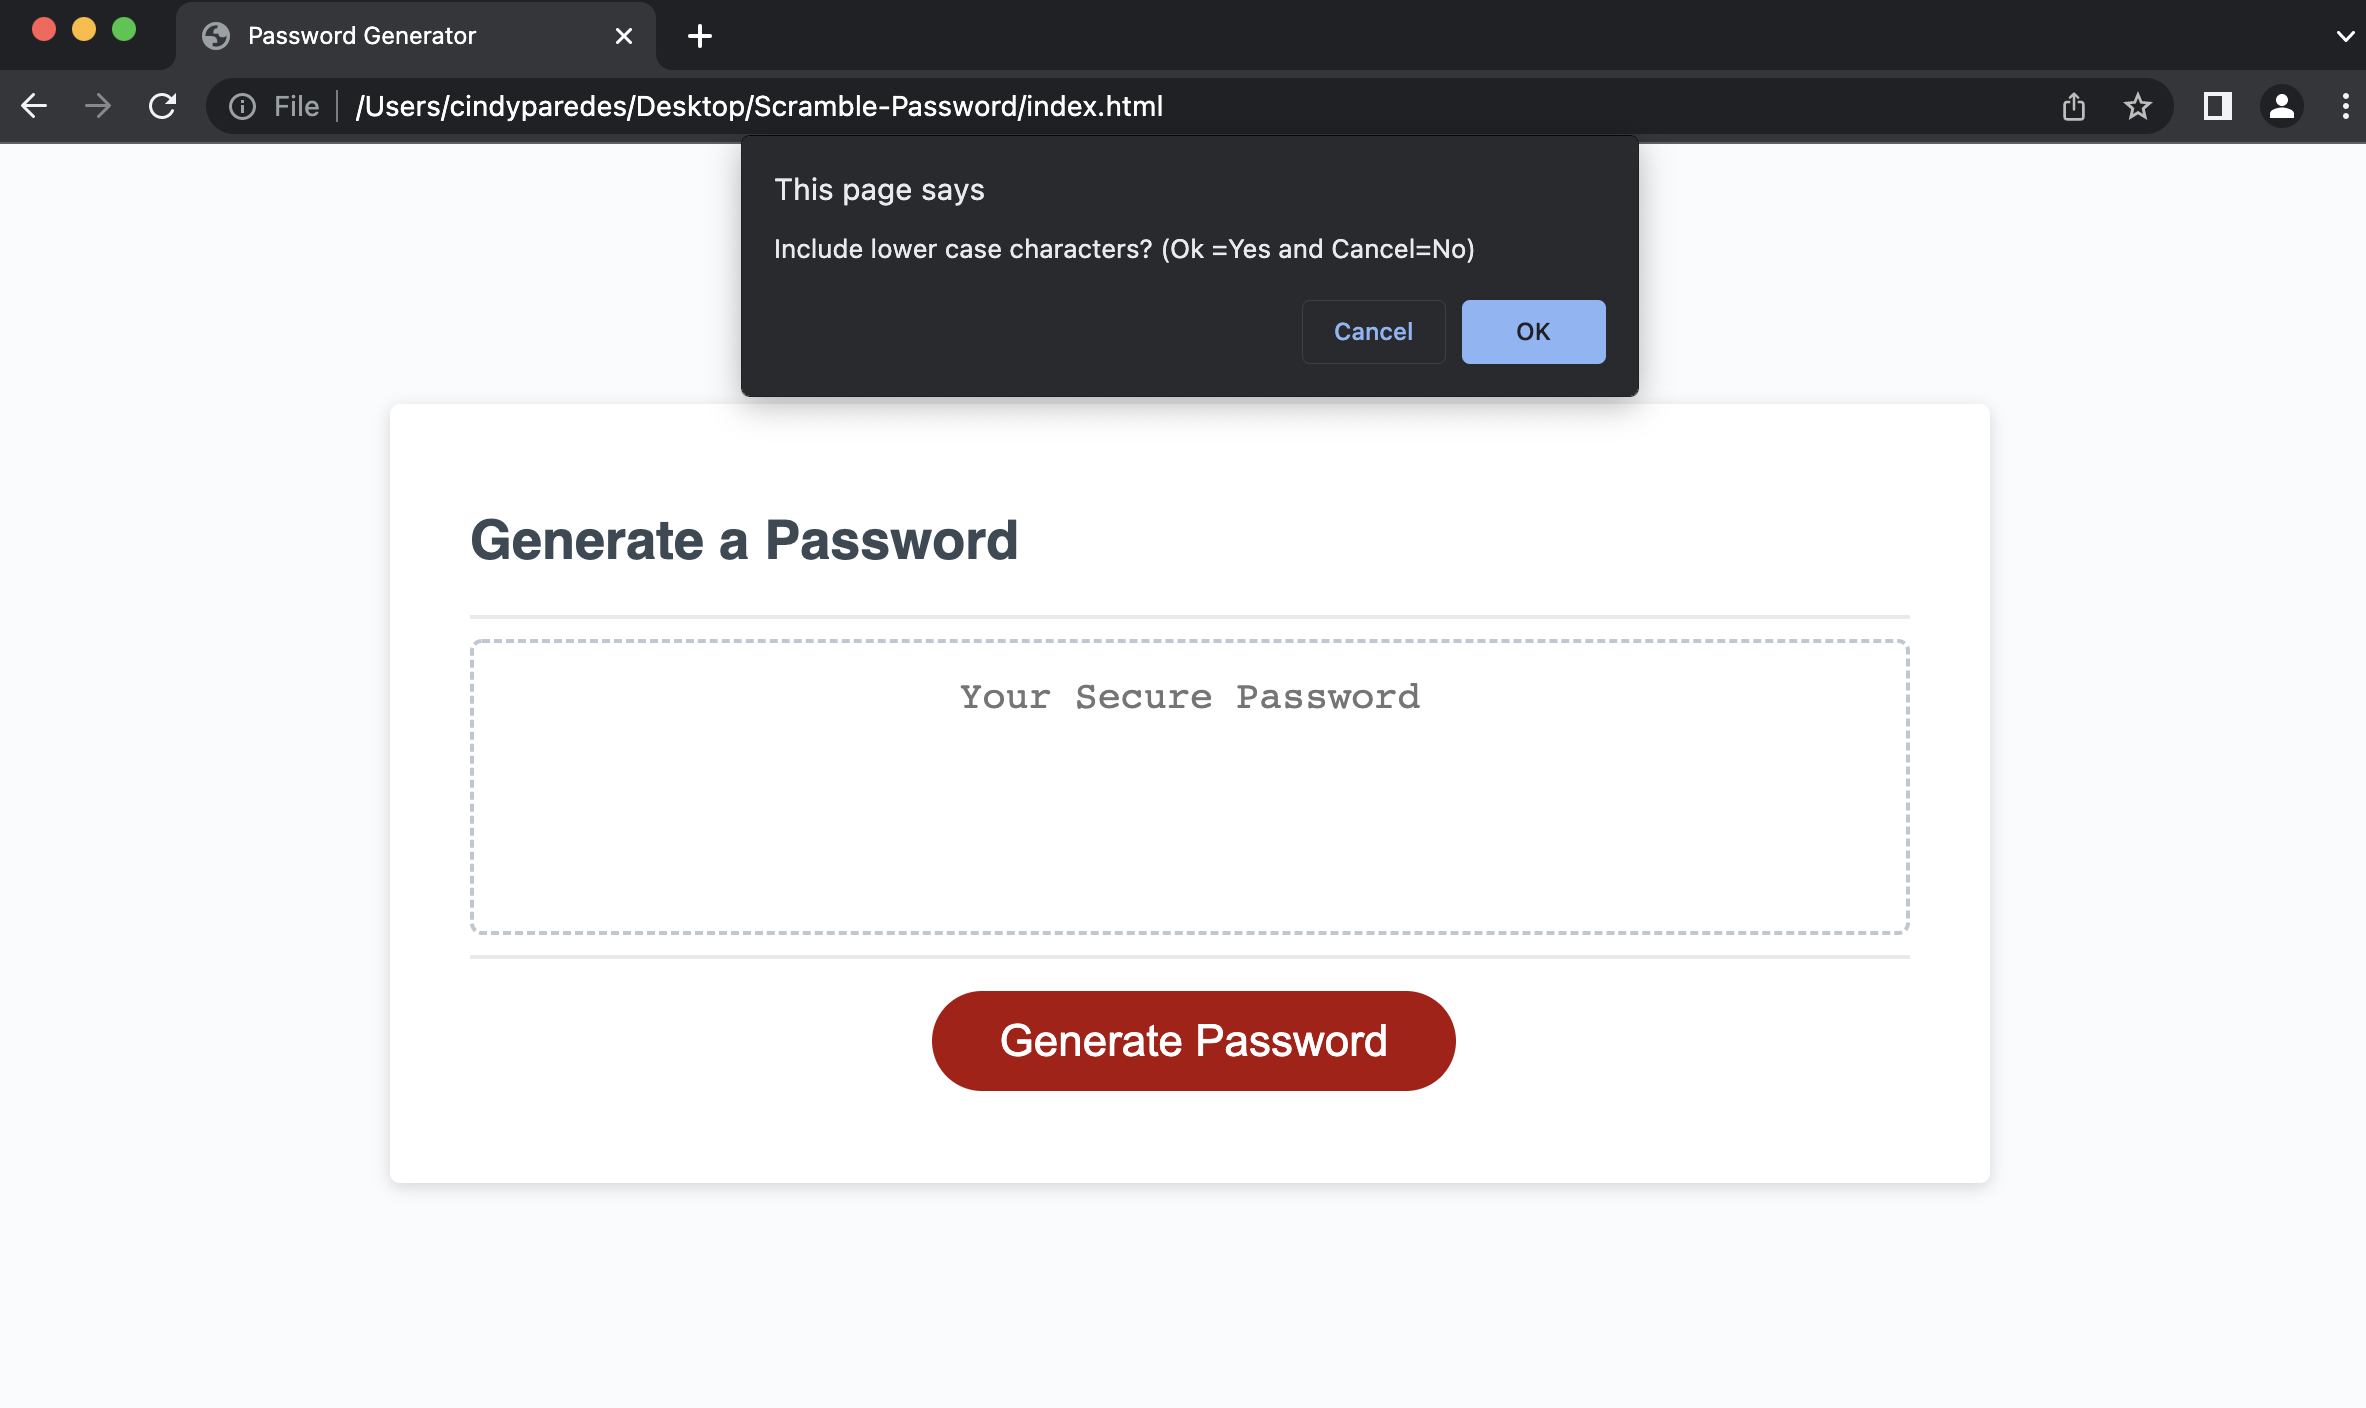 Password Generator
File /Users/cindyparedes/Desktop/Scramble-Password/index.html
This page says
Include lower case characters? (Ok =Yes and Cancel=No)
Cancel OK
Generate a Password
Your Secure Password
Generate Password